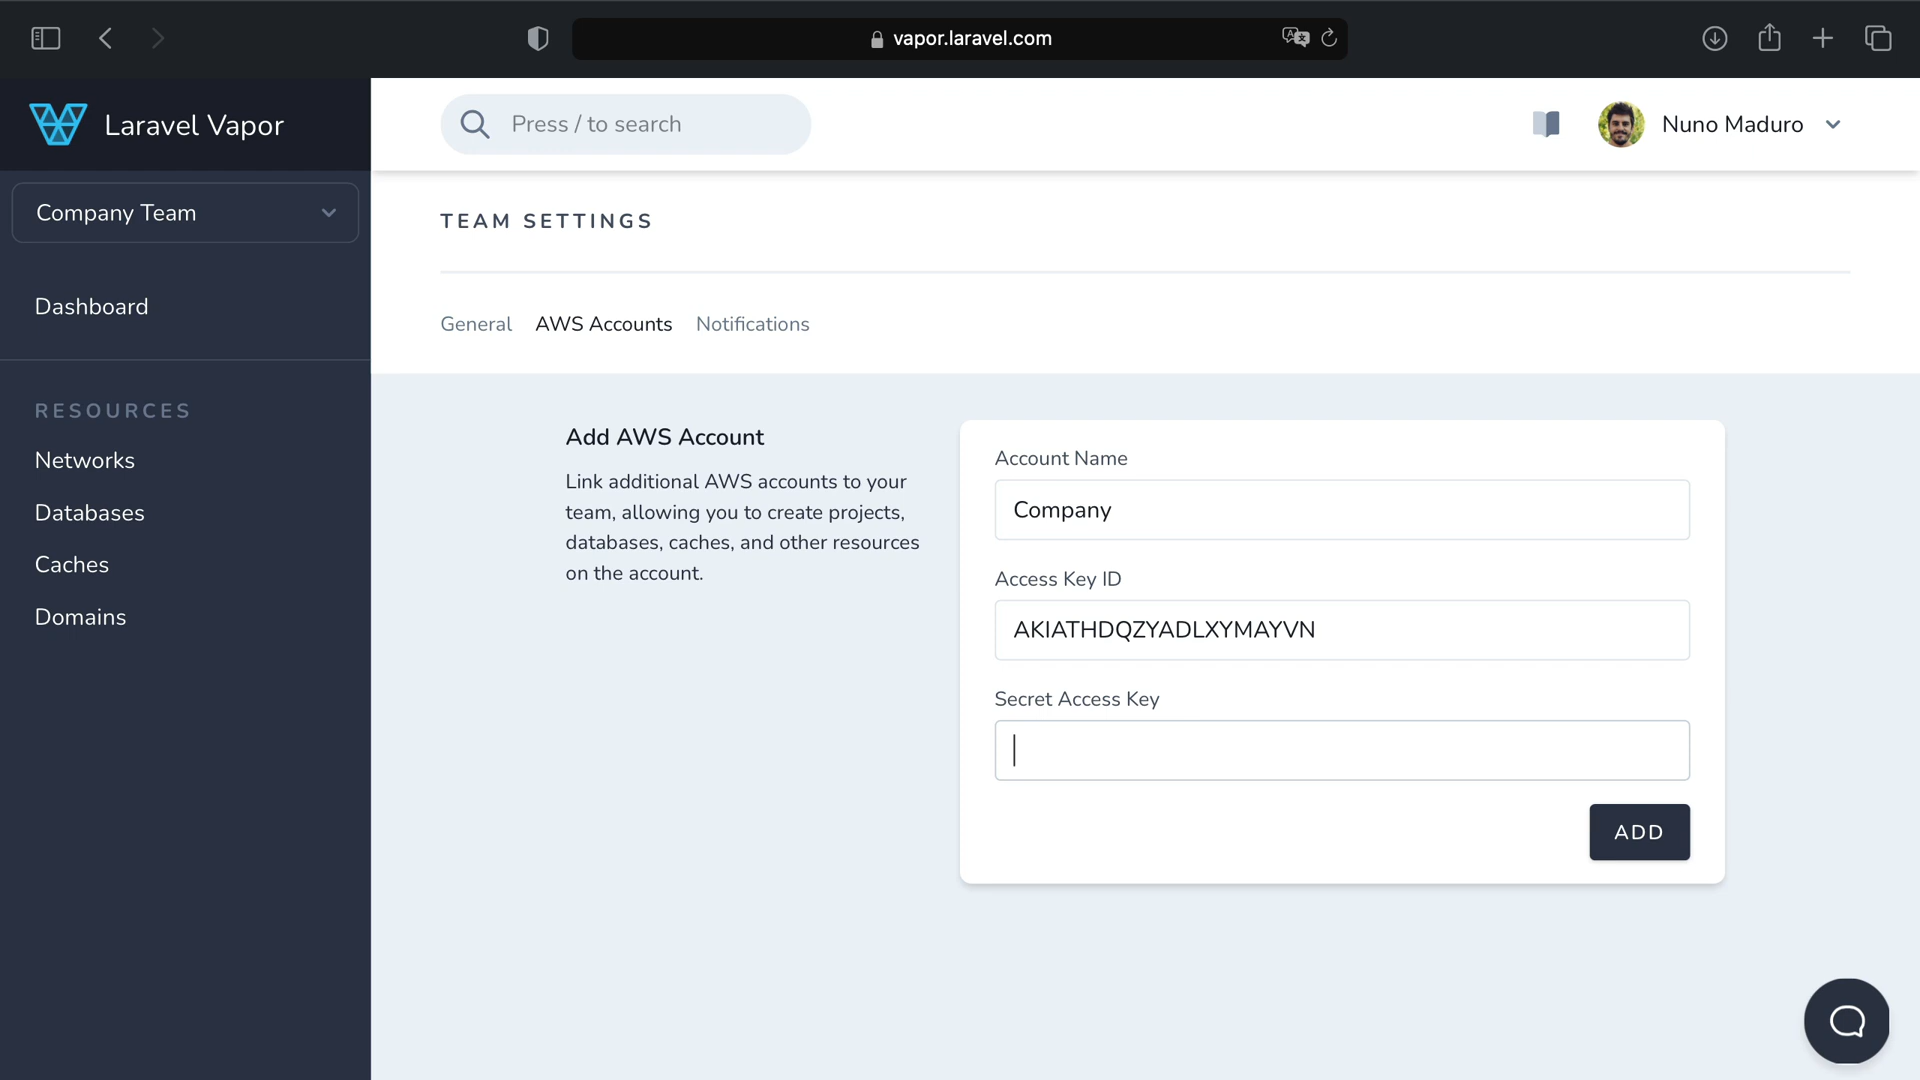 vapor.laravel.com
Laravel Vapor
Press / to search
Nuno Maduro
Company Team
Dashboard
RESOURCES
Networks
Databases
Caches
Domains
TEAM SETTINGS
General AWS Accounts Notifications
Add AWS Account
Link additional AWS accounts to your
team, allowing you to create projects,
databases, caches, and other resources
on the account.
Account Name
Company
Access Key ID
AKIATHDQZYADLXYMAYVN
Secret Access Key
ADD